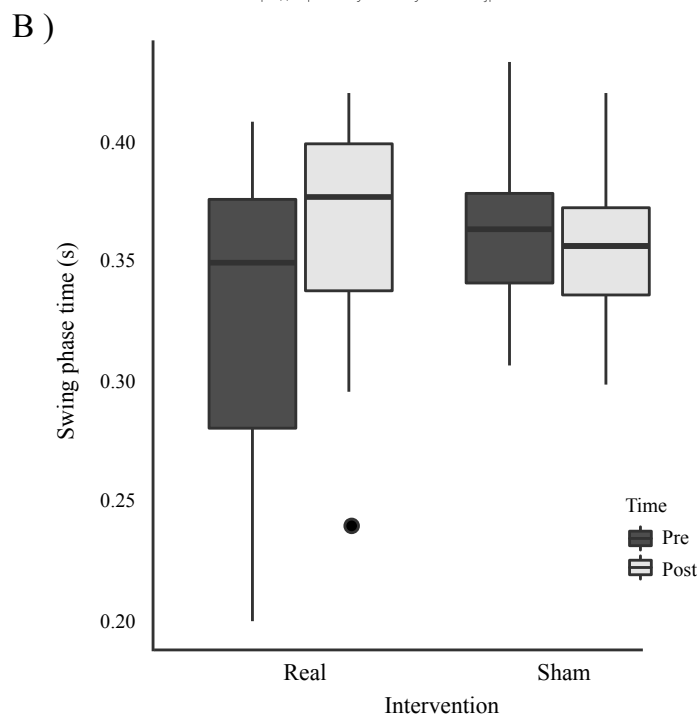 B )
Swing phase time (s)
0.40
0.35
0.30
0.25
0.20
Time
Pre
Post
Real
Sham
Intervention